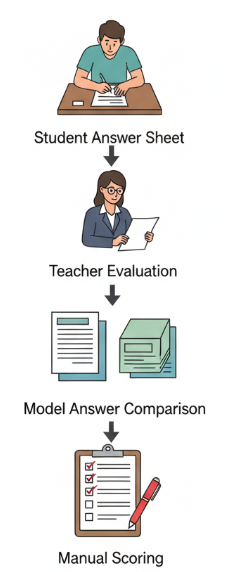 Student Answer Sheet
Teacher Evaluation
Model Answer Comparison
Manual Scoring